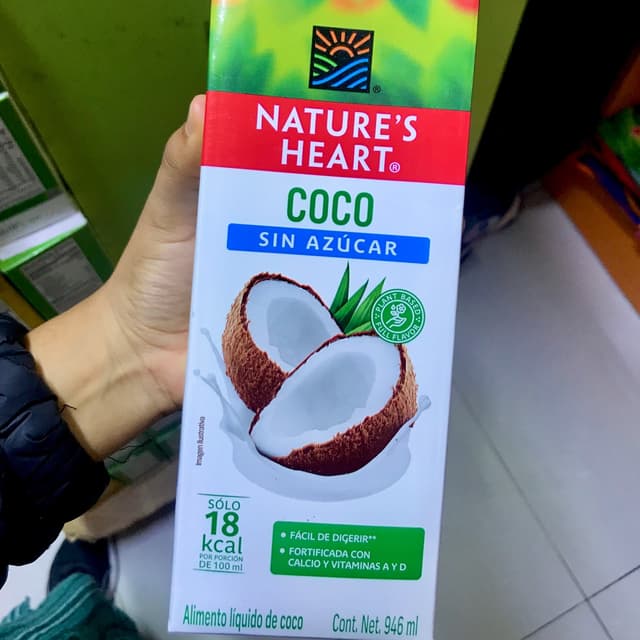 NATURE'S
HEART®
COCO
SIN AZÚCAR
PLANT BASED
FULL FLAVOR
Imagen Ilustrativa
SÓLO
18
kcal
POR PORCIÓN
DE 100 ml
• FÁCIL DE DIGERIR**
• FORTIFICADA CON
CALCIO Y VITAMINAS A Y D
Alimento líquido de coco
Cont. Net. 946 ml